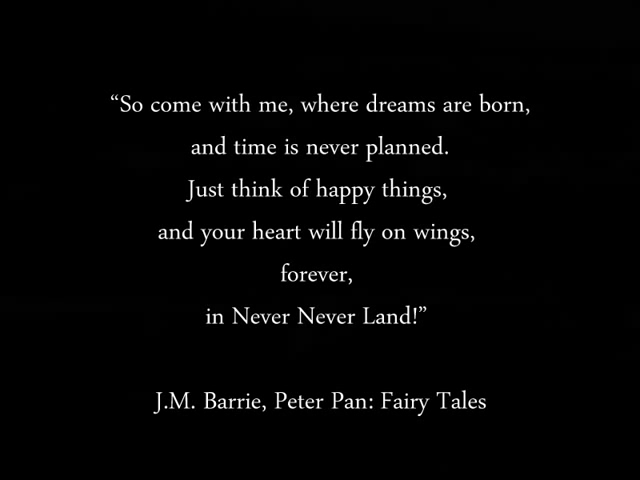 “So come with me, where dreams are born,
and time is never planned.
Just think of happy things,
and your heart will fly on wings,
forever,
in Never Never Land!”
J.M. Barrie, Peter Pan: Fairy Tales